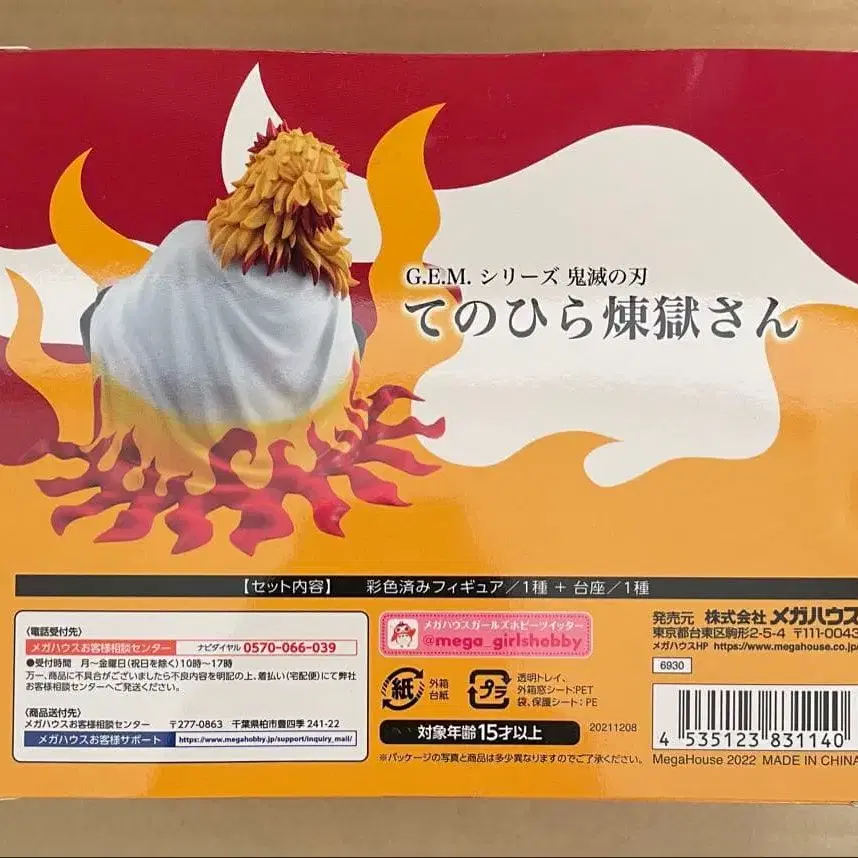 G.E.M. シリーズ 鬼滅の刃
てのひら煉獄さん
【セット内容】 彩色済みフィギュア/1種 + 台座/1種
〈電話受付先〉
メガハウスお客様相談センター ナビダイヤル 0570-066-039
●受付時間 月〜金曜日(祝日を除く)10時〜17時
万一、商品に不具合がございましたら不良内容を明記の上、着払い(宅配便)にて弊社
お客様相談センターへご発送ください。
〈商品送付先〉
メガハウスお客様相談センター 〒277-0863 千葉県柏市豊四季 241-22
メガハウスお客様サポート https://www.megahobby.jp/support/inquiry_mail/
メガハウスガールズホビーツイッター
@mega_girlshobby
紙 外箱
台紙
プラ 透明トレイ、
外箱窓シート:PET
袋、保護シート:PE
対象年齢15才以上
20211208
※パッケージの写真と商品は多少異なりますのでご了承ください。
発売元 株式会社 メガハウス
東京都台東区駒形2-5-4 〒111-0043
メガハウスHP https://www.megahouse.co.jp/
6930
4 535123 831140
MegaHouse 2022 MADE IN CHINA